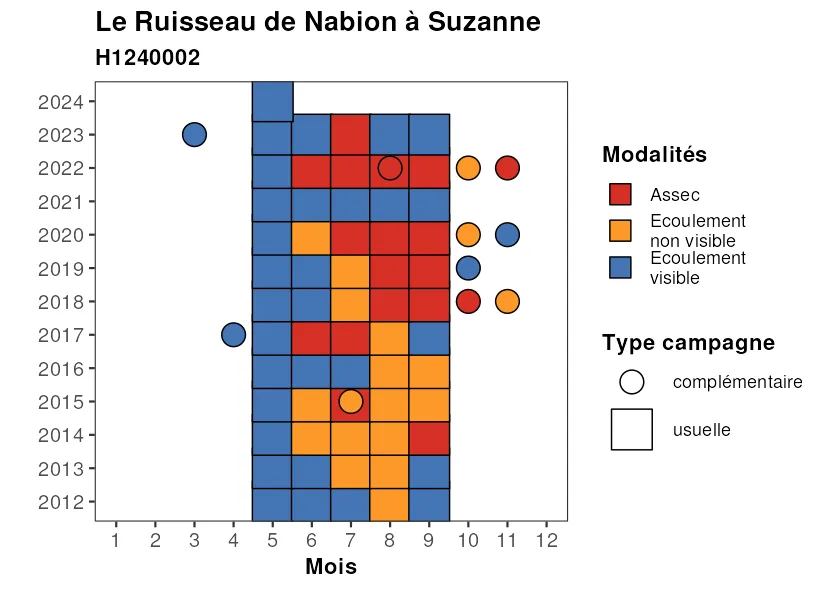 Le Ruisseau de Nabion à Suzanne
H1240002
2024
2023
2022
2021
2020
2019
2018
2017
2016
2015
2014
2013
2012
1 2 3 4 5 6 7 8 9 10 11 12
Mois
Modalités
Assec
Ecoulement
non visible
Ecoulement
visible
Type campagne
complémentaire
usuelle